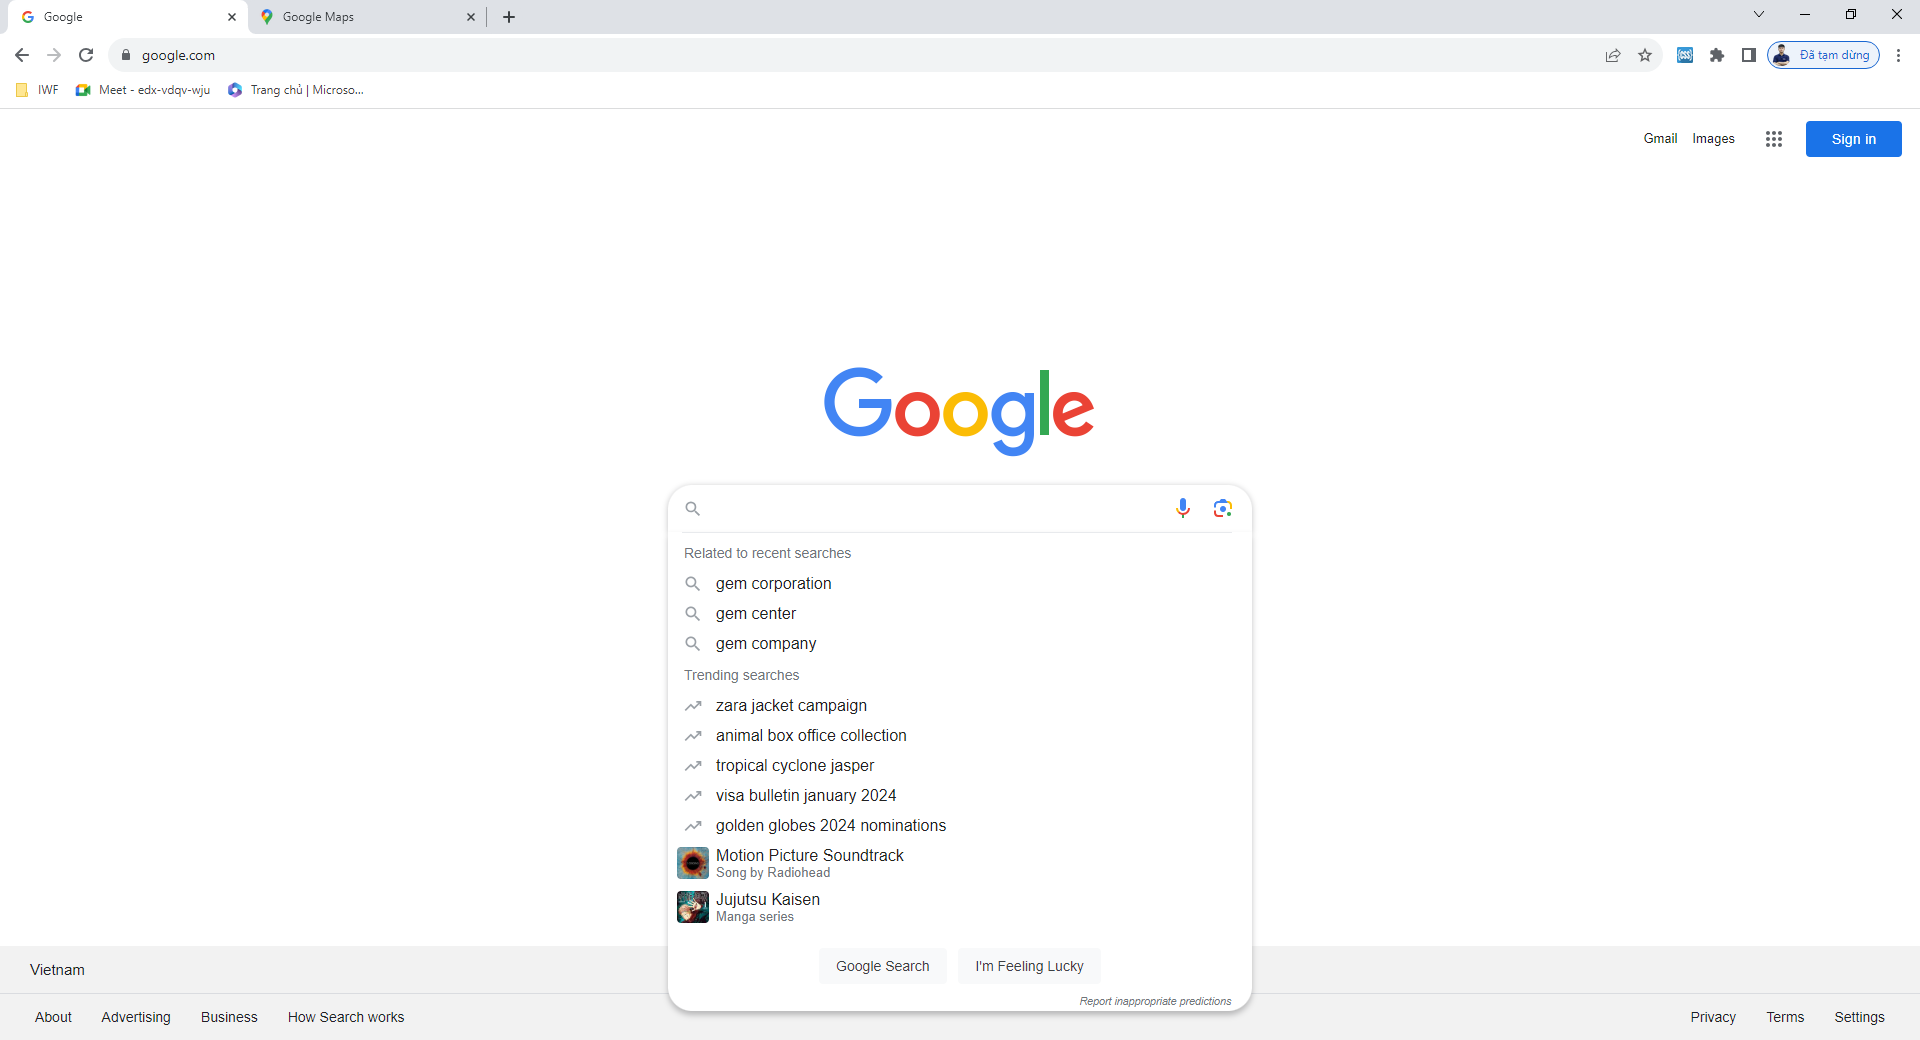 Google
Google Maps
google.com
Đã tạm dừng
IWF
Meet - edx-vdqv-wju
Trang chủ | Microso...
Gmail
Images
Sign in
Google
Related to recent searches
gem corporation
gem center
gem company
Trending searches
zara jacket campaign
animal box office collection
tropical cyclone jasper
visa bulletin january 2024
golden globes 2024 nominations
Motion Picture Soundtrack
Song by Radiohead
Jujutsu Kaisen
Manga series
Google Search
I'm Feeling Lucky
Report inappropriate predictions
Vietnam
About
Advertising
Business
How Search works
Privacy
Terms
Settings